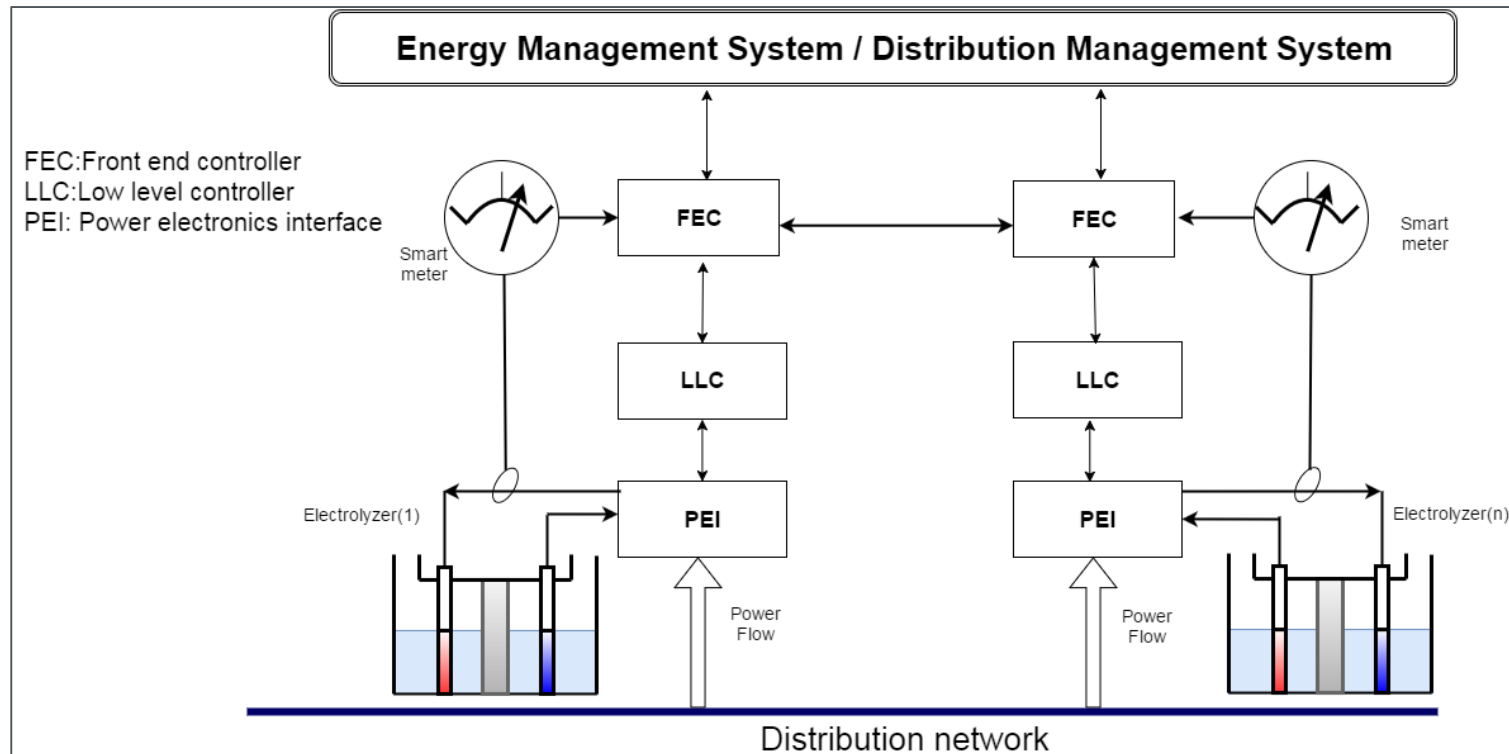 Energy Management System / Distribution Management System
FEC:Front end controller
LLC:Low level controller
PEI: Power electronics interface
FEC
FEC
Smart
meter
Smart
meter
LLC
LLC
Electrolyzer(1)
PEI
PEI
Electrolyzer(n)
Power
Flow
Power
Flow
Distribution network